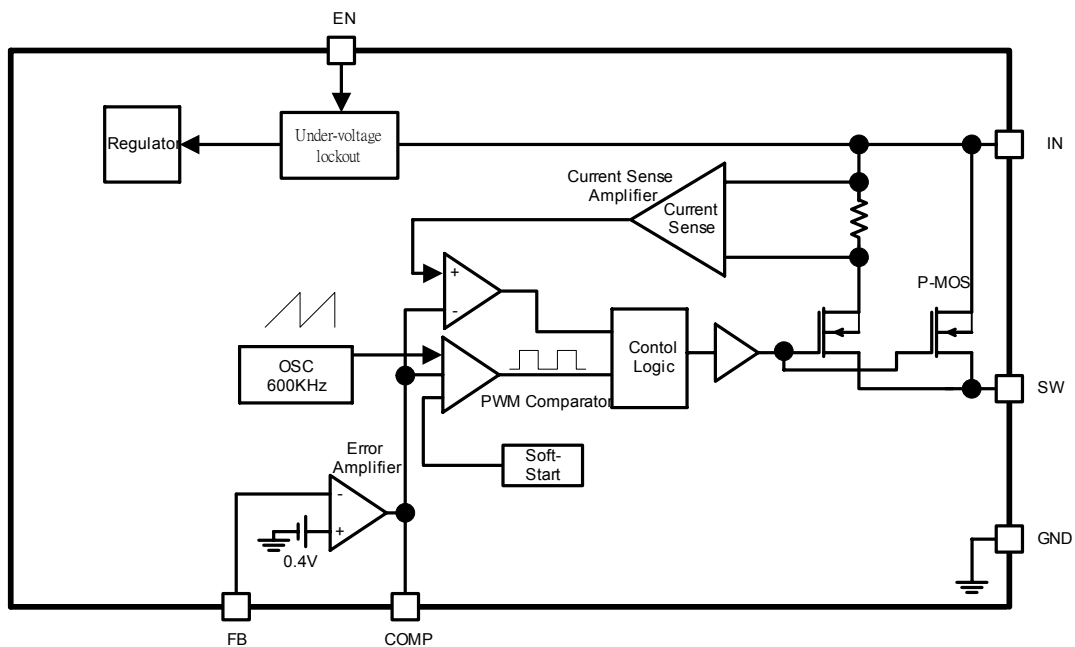 EN
Regulator
Under-voltage
lockout
IN
Current Sense
Amplifier
Current
Sense
+
-
P-MOS
OSC
600KHz
Contol
Logic
PWM Comparator
SW
Soft-
Start
Error
Amplifier
-
+
0.4V
GND
FB
COMP